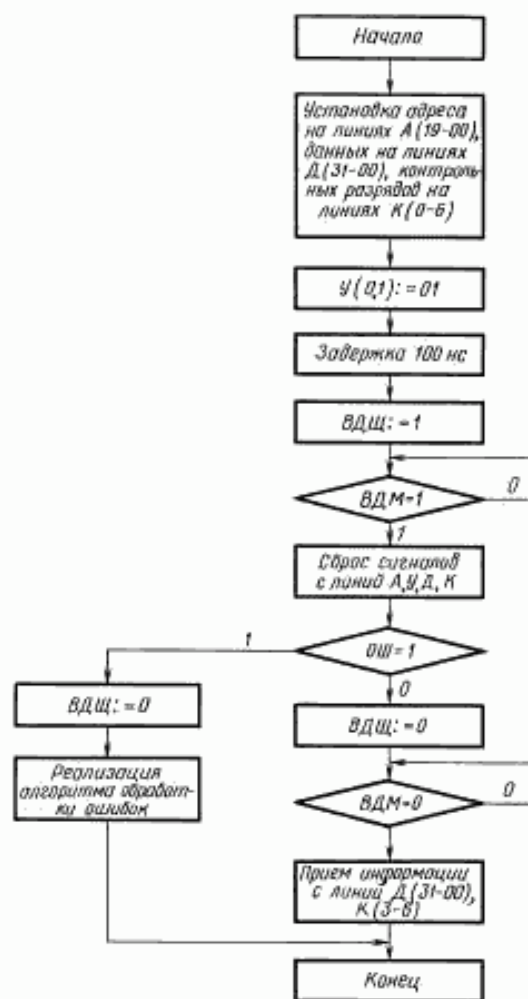 Начало
Установка адреса
на линиях А(19-00),
данных на линиях
Д(31-00), контроль-
ных разрядов на
линиях К(0-6)
У(0,1):=01
Задержка 100 нс
ВДЩ:=1
ВДМ=1
0
1
Сброс сигналов
с линий А,У,Д,К
ОШ=1
1
0
ВДЩ:=0
ВДЩ:=0
Реализация
алгоритма обработ-
ки ошибок
ВДМ=0
0
Прием информации
с линий Д(31-00),
К(3-6)
Конец